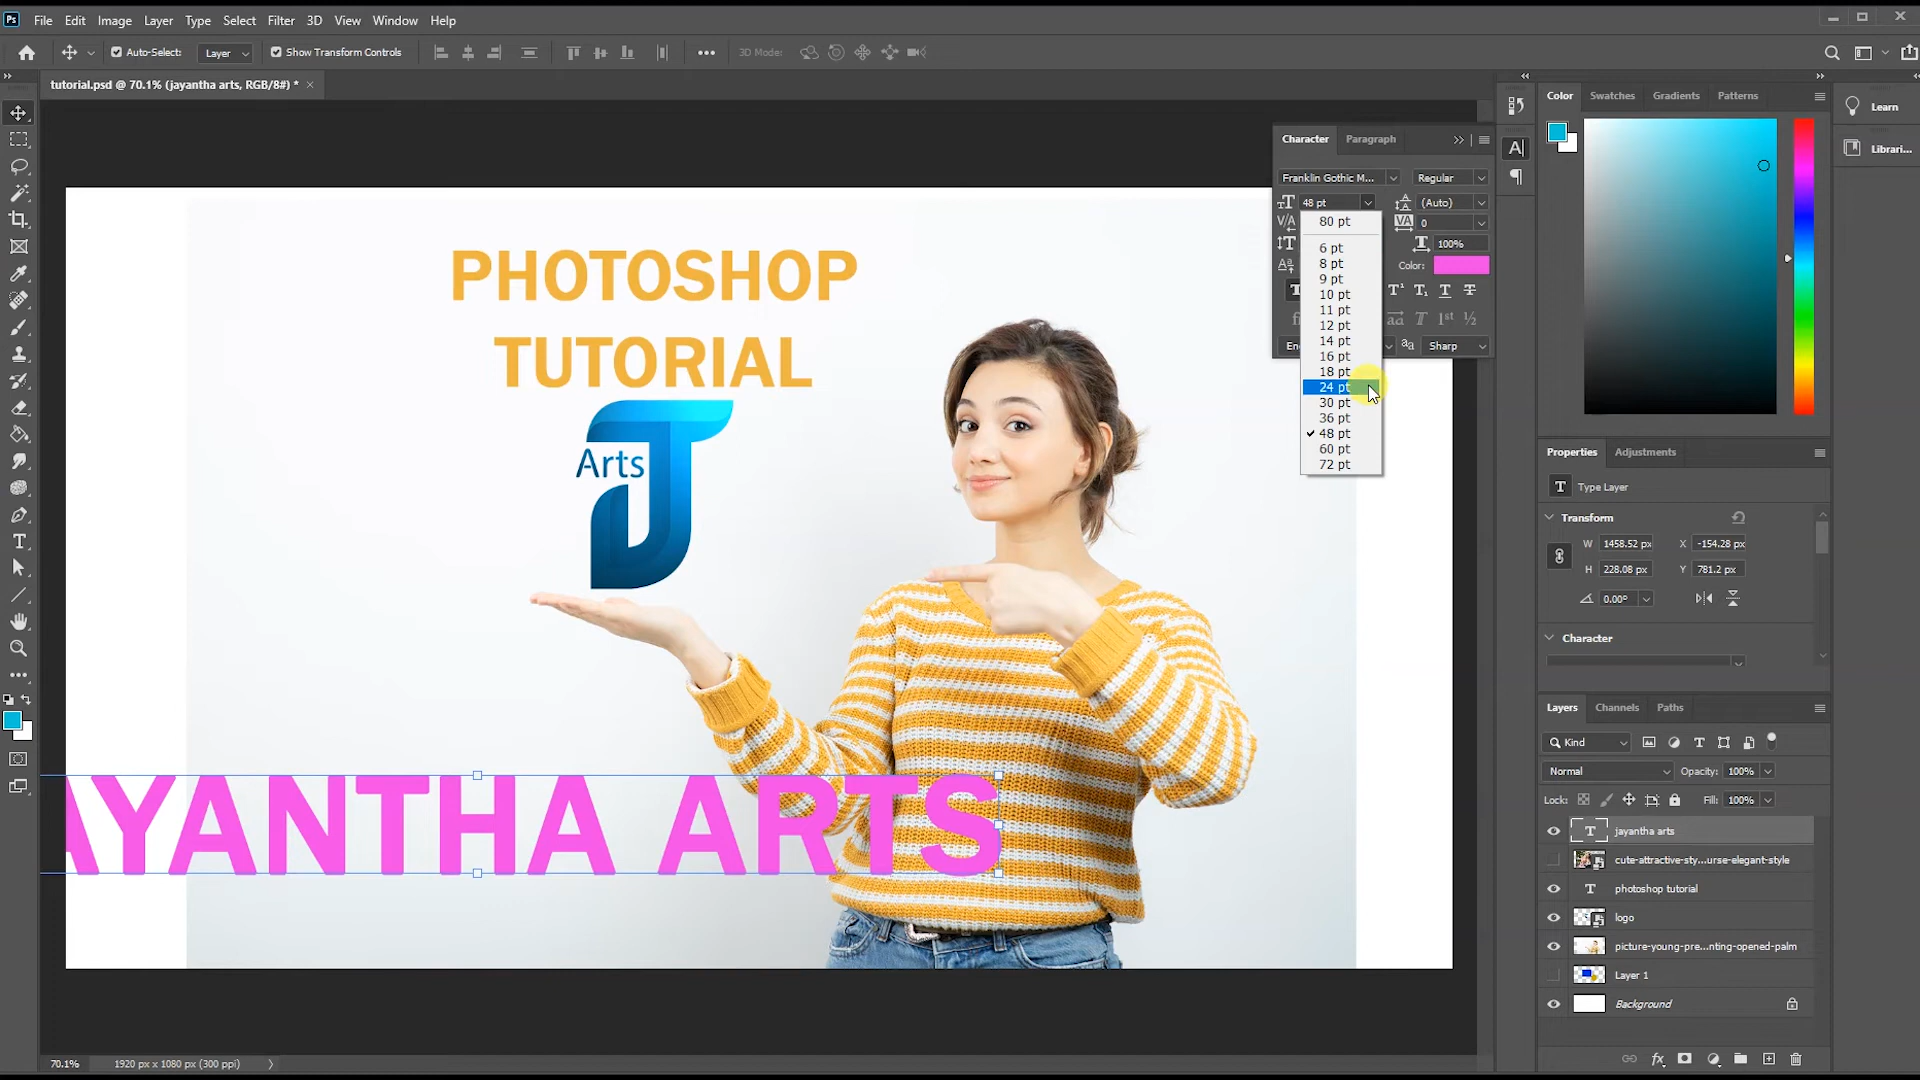 Ps File Edit Image Layer Type Select Filter 3D View Window Help
Auto-Select: Layer Show Transform Controls 3D Mode:
tutorial.psd @ 70.1% (jayantha arts, RGB/8#) *
PHOTOSHOP
TUTORIAL
Arts
AYANTHA ARTS
Character Paragraph
Franklin Gothic M... Regular
48 pt (Auto)
80 pt 0
6 pt 100%
8 pt Color:
9 pt
10 pt
11 pt
12 pt
14 pt
16 pt
18 pt
24 pt
30 pt
36 pt
48 pt
60 pt
72 pt
En Sharp
Color Swatches Gradients Patterns
Learn
Librari...
Properties Adjustments
Type Layer
Transform
W 1458.52 px X -154.28 px
H 228.08 px Y 781.2 px
0.00°
Character
Layers Channels Paths
Kind
Normal Opacity: 100%
Lock: Fill: 100%
jayantha arts
cute-attractive-sty...urse-elegant-style
photoshop tutorial
logo
picture-young-pre...nting-opened-palm
Layer 1
Background
70.1% 1920 px x 1080 px (300 ppi)